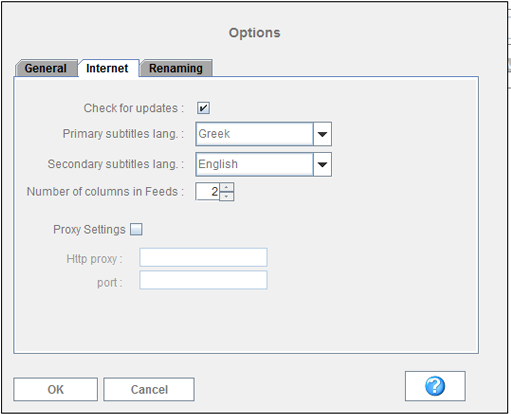 Options
General Internet Renaming
Check for updates :
Primary subtitles lang. : Greek
Secondary subtitles lang. : English
Number of columns in Feeds : 2
Proxy Settings
Http proxy :
port :
OK Cancel ?